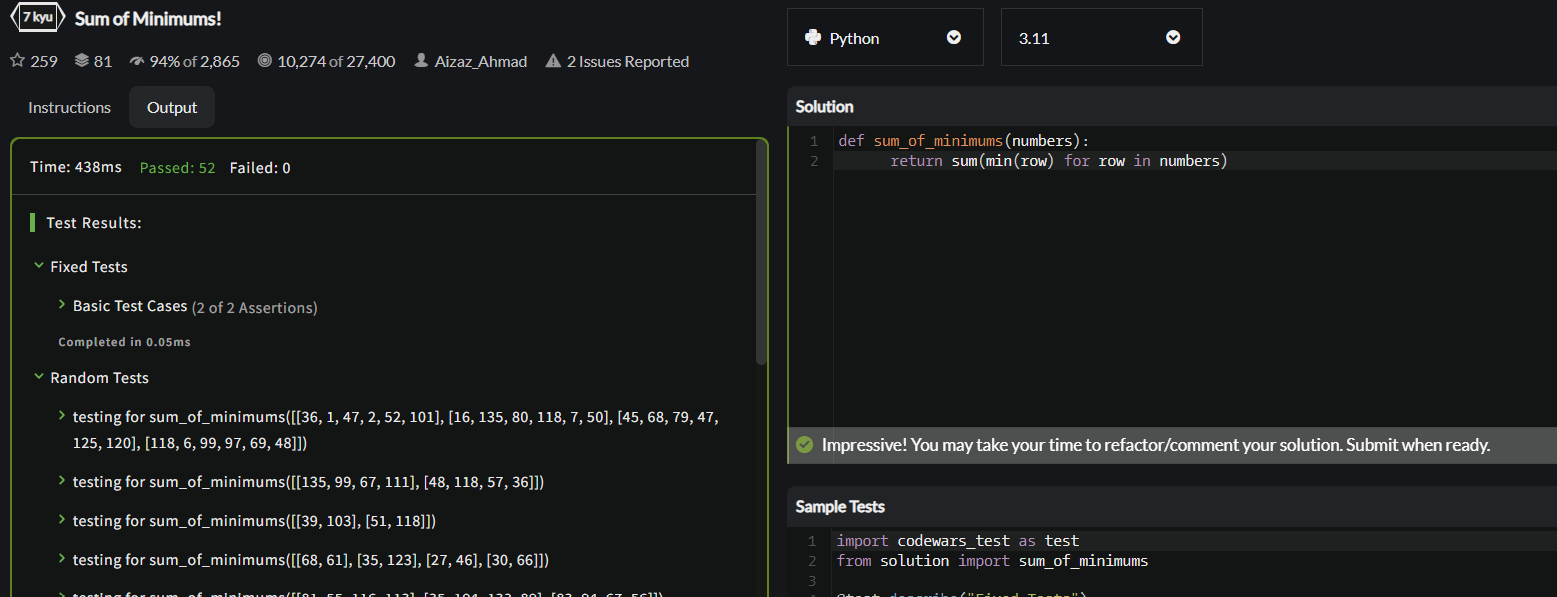 7 kyu Sum of Minimums!
259 81 94% of 2,865 10,274 of 27,400 Aizaz_Ahmad 2 Issues Reported
Instructions Output
Time: 438ms Passed: 52 Failed: 0
Test Results:
Fixed Tests
Basic Test Cases (2 of 2 Assertions)
Completed in 0.05ms
Random Tests
testing for sum_of_minimums([[36, 1, 47, 2, 52, 101], [16, 135, 80, 118, 7, 50], [45, 68, 79, 47,
125, 120], [118, 6, 99, 97, 69, 48]])
testing for sum_of_minimums([[135, 99, 67, 111], [48, 118, 57, 36]])
testing for sum_of_minimums([[39, 103], [51, 118]])
testing for sum_of_minimums([[68, 61], [35, 123], [27, 46], [30, 66]])
Python 3.11
Solution
1 def sum_of_minimums(numbers):
2 return sum(min(row) for row in numbers)
Impressive! You may take your time to refactor/comment your solution. Submit when ready.
Sample Tests
1 import codewars_test as test
2 from solution import sum_of_minimums
3